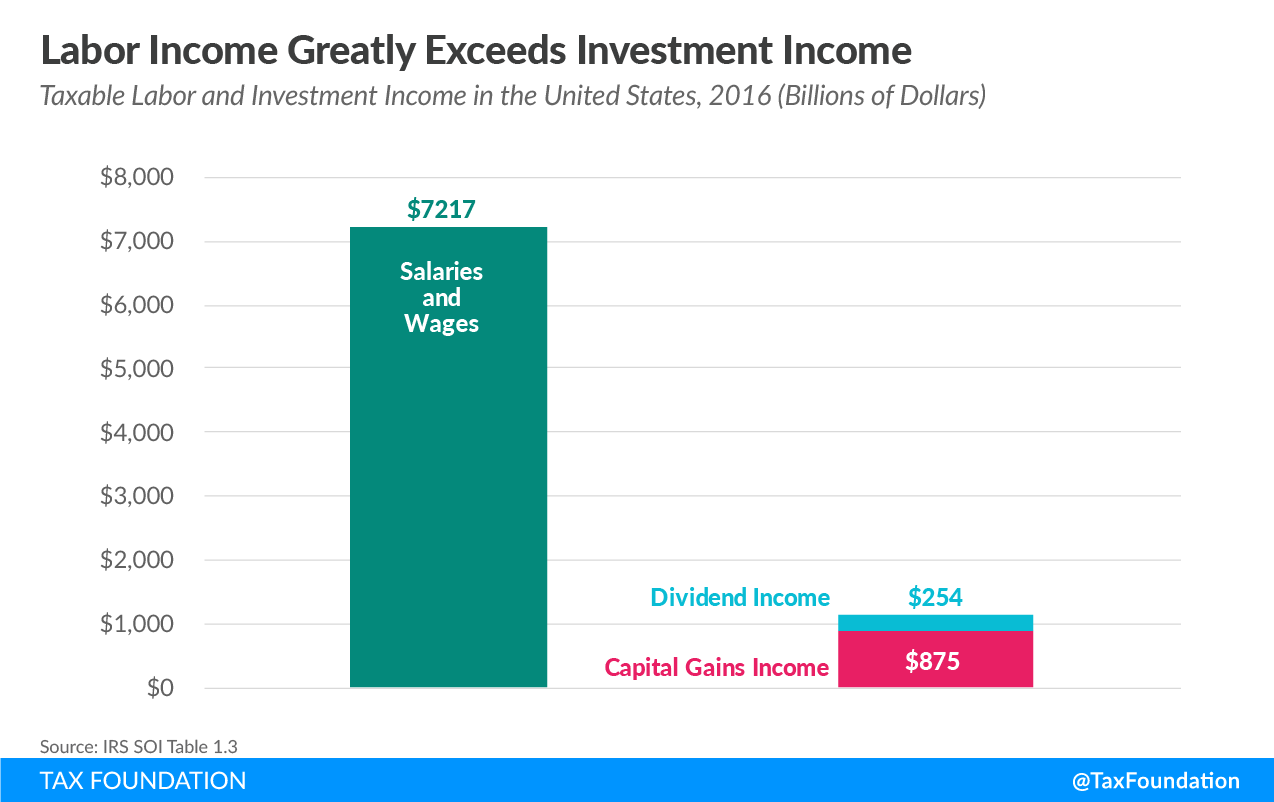 Labor Income Greatly Exceeds Investment Income
Taxable Labor and Investment Income in the United States, 2016 (Billions of Dollars)
$8,000
$7,000
$6,000
$5,000
$4,000
$3,000
$2,000
$1,000
$0
$7217
Salaries
and
Wages
Dividend Income
$254
Capital Gains Income
$875
Source: IRS SOI Table 1.3
TAX FOUNDATION
@TaxFoundation